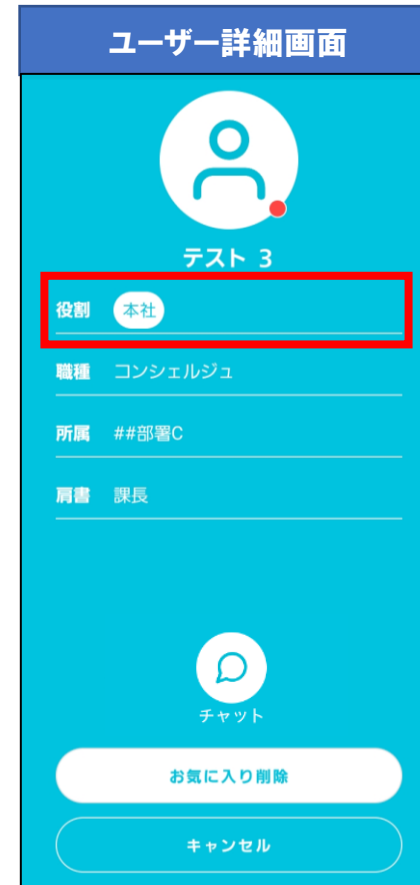 ユーザー詳細画面
テスト 3
役割 本社
職種 コンシェルジュ
所属 ##部署C
肩書 課長
チャット
お気に入り削除
キャンセル